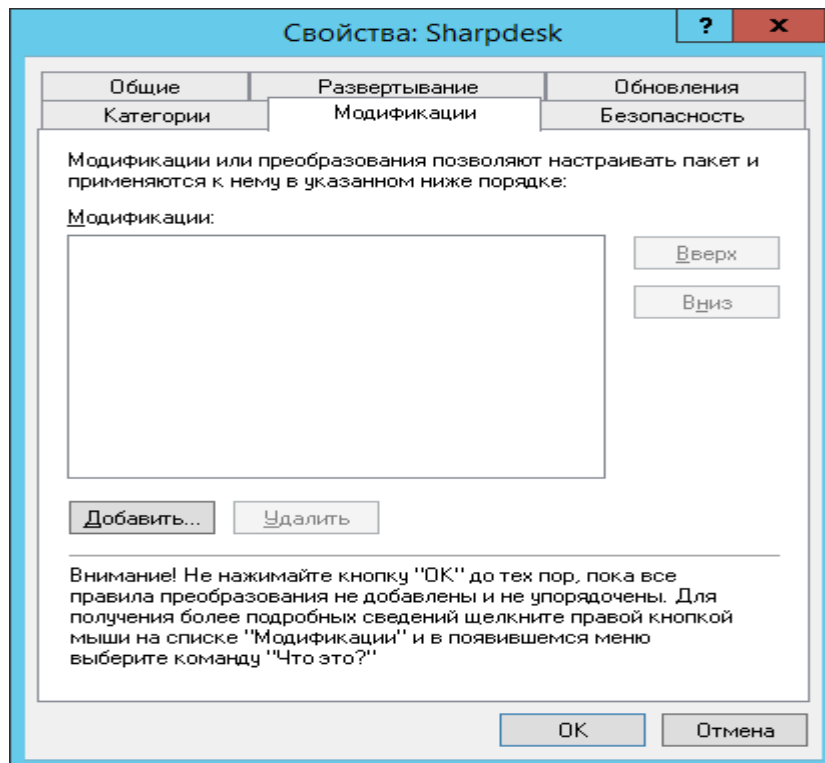 Свойства: Sharpdesk
?
x
Общие
Развертывание
Обновления
Категории
Модификации
Безопасность
Модификации или преобразования позволяют настраивать пакет и
применяются к нему в указанном ниже порядке:
Модификации:
Вверх
Вниз
Добавить...
Удалить
Внимание! Не нажимайте кнопку "ОК" до тех пор, пока все
правила преобразования не добавлены и не упорядочены. Для
получения более подробных сведений щелкните правой кнопкой
мыши на списке "Модификации" и в появившемся меню
выберите команду "Что это?"
ОК
Отмена